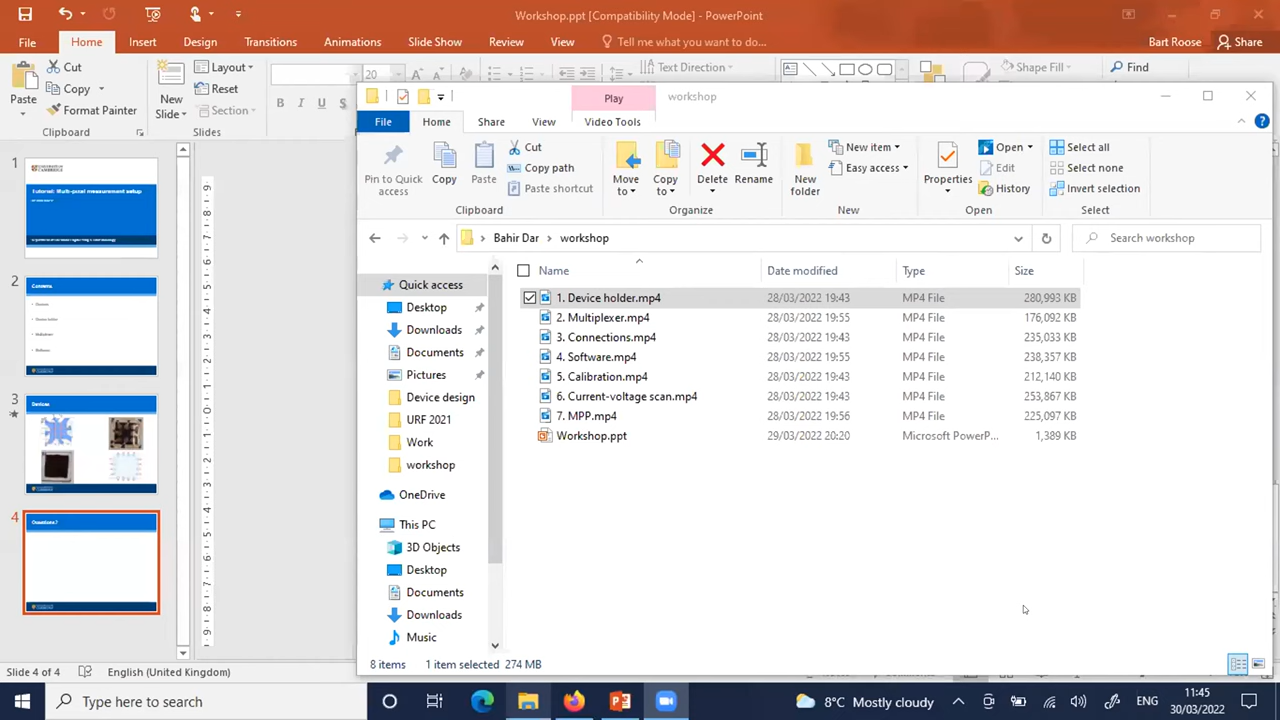 Workshop.ppt [Compatibility Mode] - PowerPoint
File Home Insert Design Transitions Animations Slide Show Review View Tell me what you want to do... Bart Roose Share
Paste
Cut
Copy
Format Painter
Clipboard
New Slide
Layout
Reset
Section
Slides
20
B I U S
Text Direction
Shape Fill
Find
Play
workshop
File Home Share View Video Tools
Pin to Quick access
Copy
Paste
Cut
Copy path
Paste shortcut
Clipboard
Move to
Copy to
Delete
Rename
Organize
New folder
New item
Easy access
New
Properties
Open
Edit
History
Open
Select all
Select none
Invert selection
Select
Bahir Dar > workshop
Search workshop
Name Date modified Type Size
1. Device holder.mp4 28/03/2022 19:43 MP4 File 280,993 KB
2. Multiplexer.mp4 28/03/2022 19:55 MP4 File 176,092 KB
3. Connections.mp4 28/03/2022 19:43 MP4 File 235,033 KB
4. Software.mp4 28/03/2022 19:55 MP4 File 238,357 KB
5. Calibration.mp4 28/03/2022 19:43 MP4 File 212,140 KB
6. Current-voltage scan.mp4 28/03/2022 19:43 MP4 File 253,867 KB
7. MPP.mp4 28/03/2022 19:56 MP4 File 225,097 KB
Workshop.ppt 29/03/2022 20:20 Microsoft PowerP... 1,389 KB
Quick access
Desktop
Downloads
Documents
Pictures
Device design
URF 2021
Work
workshop
OneDrive
This PC
3D Objects
Desktop
Documents
Downloads
Music
8 items 1 item selected 274 MB
1
Tutorial: Multi-pixel measurement setup
2
Contents
3
Devices
4
Questions?
Slide 4 of 4 English (United Kingdom)
Type here to search
8°C Mostly cloudy
ENG
11:45
30/03/2022